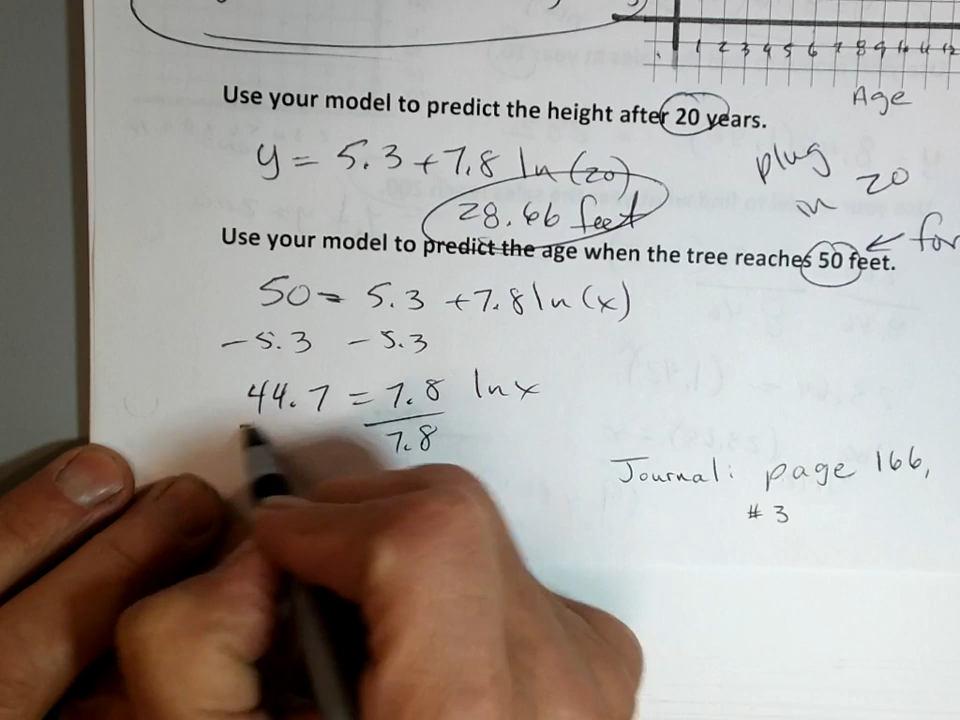 1 2 3 4 5 6 7 8 9 10 11 12
Age
Use your model to predict the height after 20 years.
y = 5.3 + 7.8 ln (20)
28.66 feet
plug
in 20
for
Use your model to predict the age when the tree reaches 50 feet.
50 = 5.3 + 7.8 ln (x)
- 5.3 - 5.3
44.7 = 7.8 ln x
7.8
Journal: page 166,
# 3